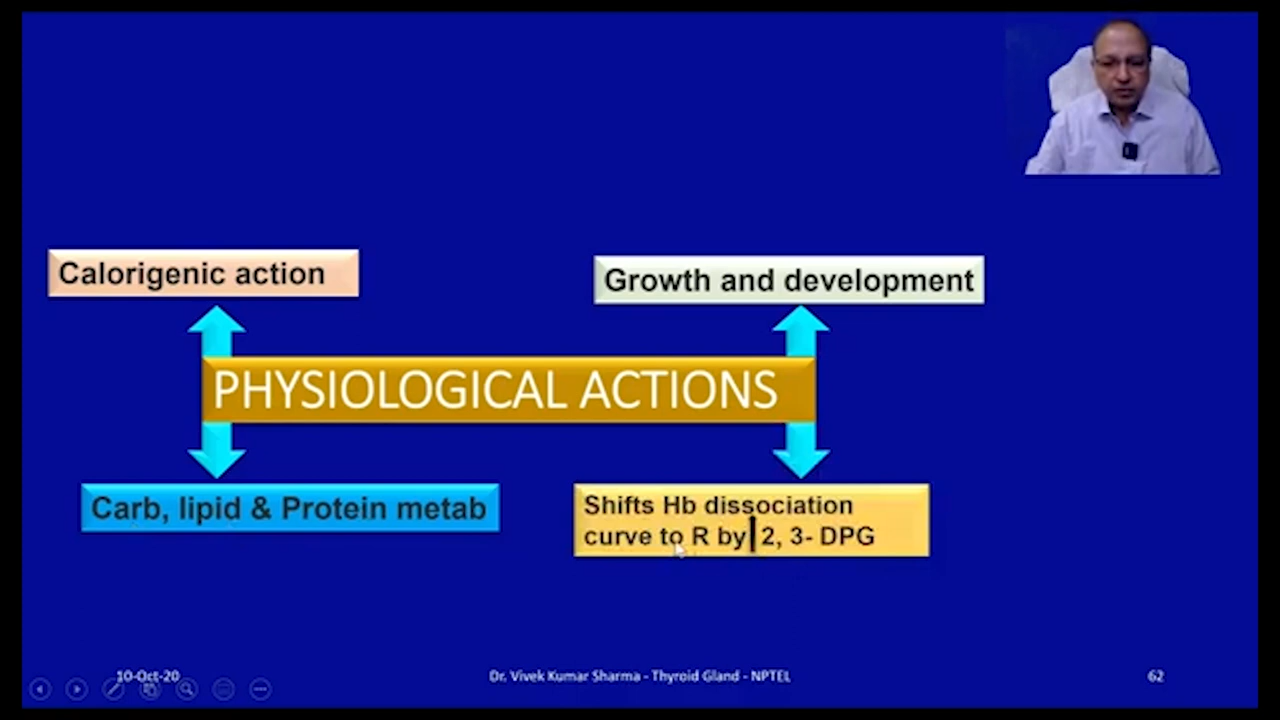 Calorigenic action
Growth and development
PHYSIOLOGICAL ACTIONS
Carb, lipid & Protein metab
Shifts Hb dissociation
curve to R by 2, 3- DPG
10-Oct-20
Dr. Vivek Kumar Sharma - Thyroid Gland - NPTEL
62